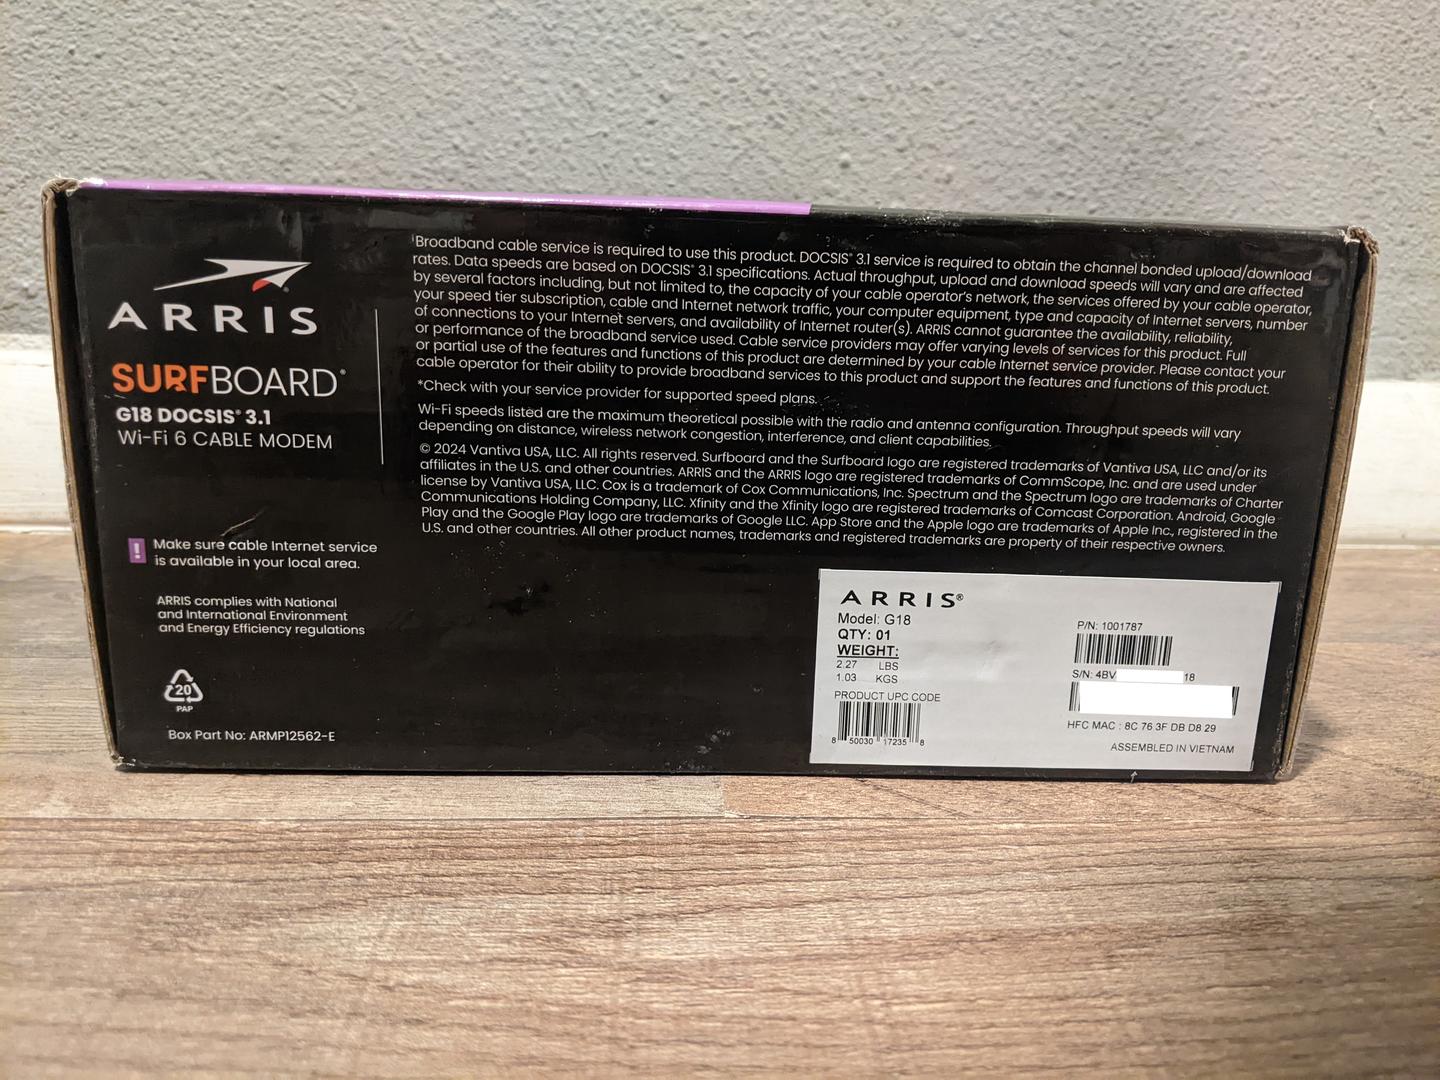 ARRIS
SURFBOARD®
G18 DOCSIS® 3.1
Wi-Fi 6 CABLE MODEM
! Make sure cable Internet service
is available in your local area.
ARRIS complies with National
and International Environment
and Energy Efficiency regulations
20
PAP
Box Part No: ARMP12562-E
¹Broadband cable service is required to use this product. DOCSIS® 3.1 service is required to obtain the channel bonded upload/download
rates. Data speeds are based on DOCSIS® 3.1 specifications. Actual throughput, upload and download speeds will vary and are affected
by several factors including, but not limited to, the capacity of your cable operator's network, the services offered by your cable operator,
your speed tier subscription, cable and Internet network traffic, your computer equipment, type and capacity of Internet servers, number
of connections to your Internet servers, and availability of Internet router(s). ARRIS cannot guarantee the availability, reliability,
or performance of the broadband service used. Cable service providers may offer varying levels of services for this product. Full
or partial use of the features and functions of this product are determined by your cable Internet service provider. Please contact your
cable operator for their ability to provide broadband services to this product and support the features and functions of this product.
*Check with your service provider for supported speed plans.
Wi-Fi speeds listed are the maximum theoretical possible with the radio and antenna configuration. Throughput speeds will vary
depending on distance, wireless network congestion, interference, and client capabilities.
© 2024 Vantiva USA, LLC. All rights reserved. Surfboard and the Surfboard logo are registered trademarks of Vantiva USA, LLC and/or its
affiliates in the U.S. and other countries. ARRIS and the ARRIS logo are registered trademarks of CommScope, Inc. and are used under
license by Vantiva USA, LLC. Cox is a trademark of Cox Communications, Inc. Spectrum and the Spectrum logo are trademarks of Charter
Communications Holding Company, LLC. Xfinity and the Xfinity logo are registered trademarks of Comcast Corporation. Android, Google
Play and the Google Play logo are trademarks of Google LLC. App Store and the Apple logo are trademarks of Apple Inc., registered in the
U.S. and other countries. All other product names, trademarks and registered trademarks are property of their respective owners.
ARRIS®
Model: G18
QTY: 01
WEIGHT:
2.27 LBS
1.03 KGS
PRODUCT UPC CODE
8 50030 17235 8
P/N: 1001787
S/N: 4BV 18
HFC MAC : 8C 76 3F DB D8 29
ASSEMBLED IN VIETNAM